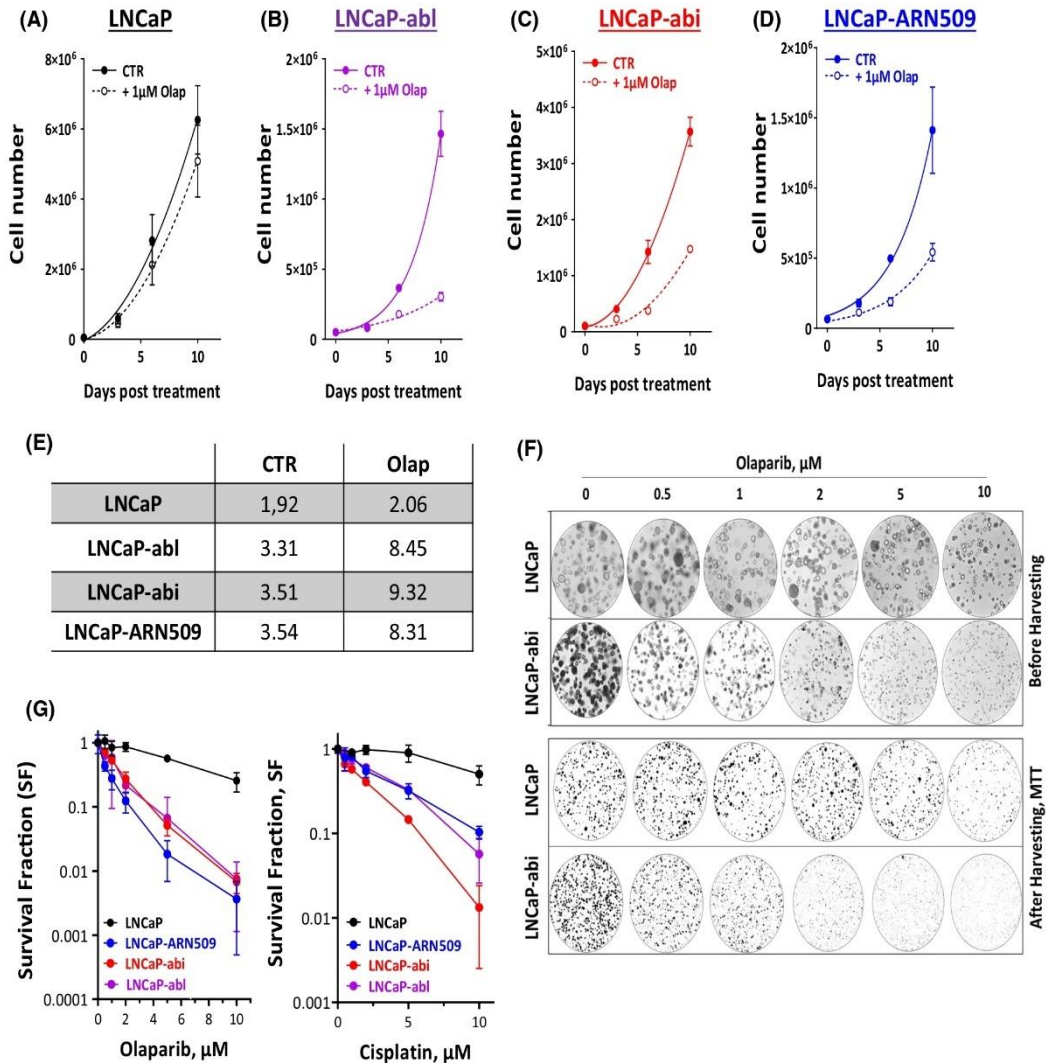 (A)
LNCaP
8×10⁶
6×10⁶
4×10⁶
2×10⁶
0
Cell number
CTR
+ 1µM Olap
0
5
10
Days post treatment
(B)
LNCaP-abl
2×10⁶
1.5×10⁶
1×10⁶
5×10⁵
0
Cell number
CTR
+ 1µM Olap
0
5
10
Days post treatment
(C)
LNCaP-abi
5×10⁶
4×10⁶
3×10⁶
2×10⁶
1×10⁶
0
Cell number
CTR
+ 1µM Olap
0
5
10
Days post treatment
(D)
LNCaP-ARN509
2×10⁶
1.5×10⁶
1×10⁶
5×10⁵
0
Cell number
CTR
+ 1µM Olap
0
5
10
Days post treatment
(E)
CTR Olap
LNCaP 1,92 2.06
LNCaP-abl 3.31 8.45
LNCaP-abi 3.51 9.32
LNCaP-ARN509 3.54 8.31
(F)
Olaparib, µM
0 0.5 1 2 5 10
LNCaP
LNCaP-abi
Before Harvesting
LNCaP
LNCaP-abi
After Harvesting, MTT
(G)
Survival Fraction (SF)
1
0.1
0.01
0.001
0.0001
LNCaP
LNCaP-ARN509
LNCaP-abi
LNCaP-abl
0 2 4 6 8 10
Olaparib, µM
Survival Fraction, SF
1
0.1
0.01
0.001
LNCaP
LNCaP-ARN509
LNCaP-abi
LNCaP-abl
0 2 4 6 8 10
Cisplatin, µM